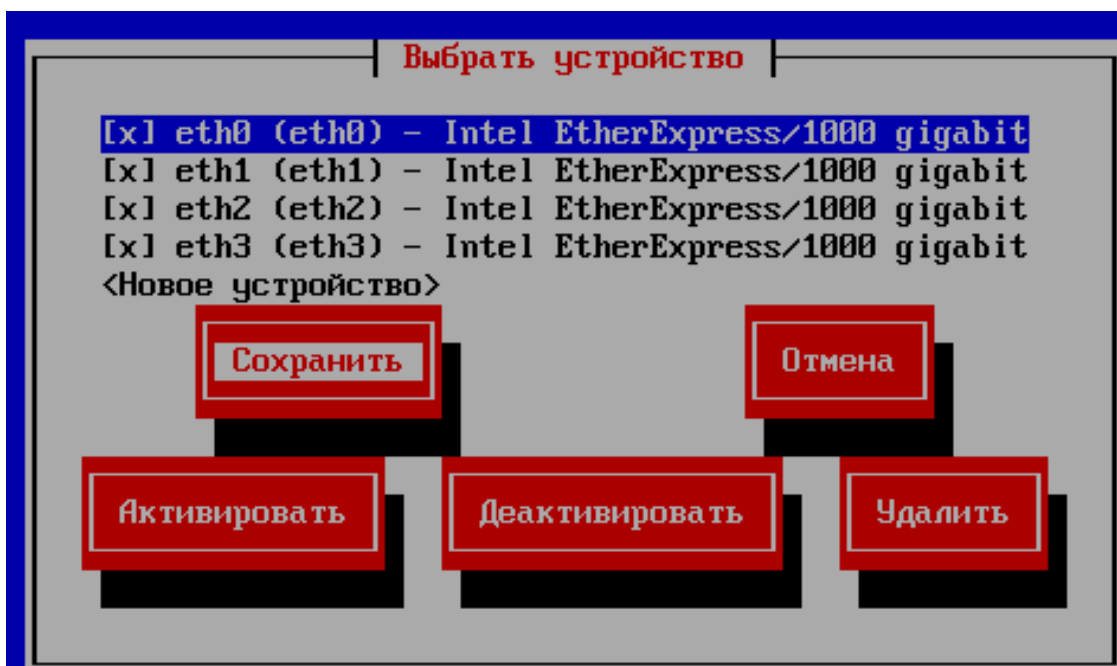 Выбрать устройство
[x] eth0 (eth0) - Intel EtherExpress/1000 gigabit
[x] eth1 (eth1) - Intel EtherExpress/1000 gigabit
[x] eth2 (eth2) - Intel EtherExpress/1000 gigabit
[x] eth3 (eth3) - Intel EtherExpress/1000 gigabit
<Новое устройство>
Сохранить Отмена
Активировать Деактивировать Удалить